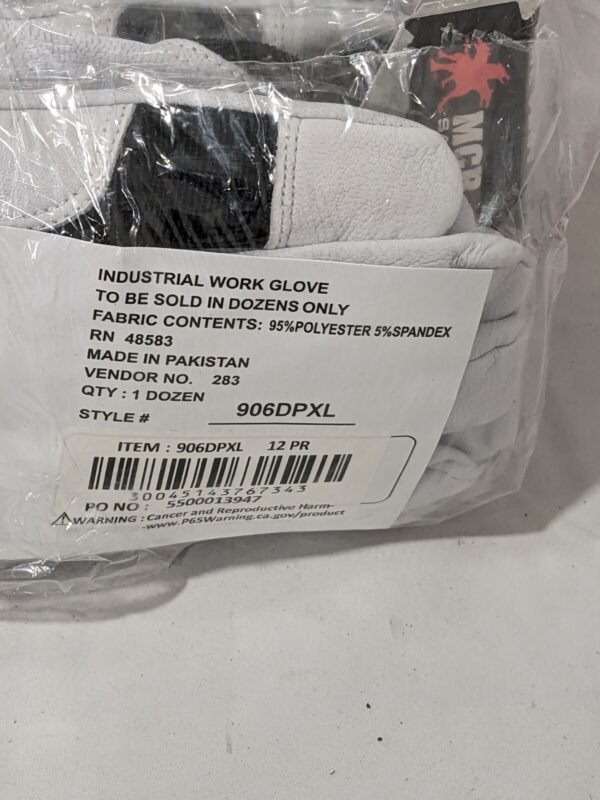 MCR
INDUSTRIAL WORK GLOVE
TO BE SOLD IN DOZENS ONLY
FABRIC CONTENTS: 95%POLYESTER 5%SPANDEX
RN 48583
MADE IN PAKISTAN
VENDOR NO. 283
QTY : 1 DOZEN
STYLE # 906DPXL
ITEM : 906DPXL 12 PR
30045143767343
PO NO : 5500013947
WARNING : Cancer and Reproductive Harm-
-www.P65Warning.ca.gov/product